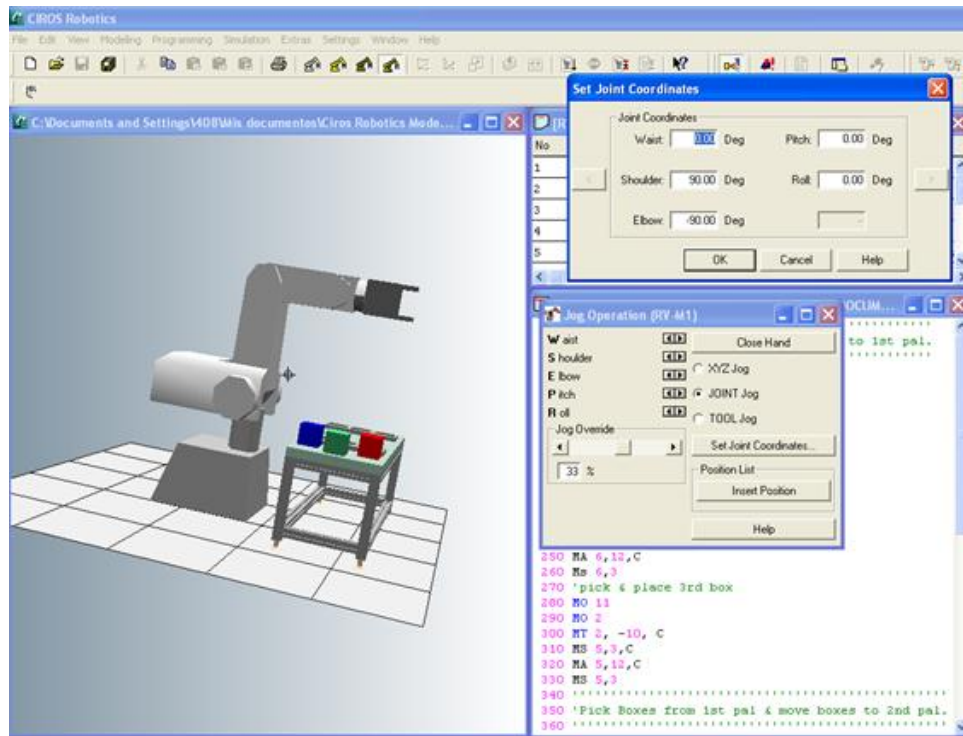 CIROS Robotics
File Edit View Modeling Programming Simulation Extras Settings Window Help
C:\Documents and Settings\408\Mis documentos\Ciros Robotics Mode...
No
1
2
3
4
5
Set Joint Coordinates
Joint Coordinates
Waist: 0.00 Deg Pitch: 0.00 Deg
Shoulder: 90.00 Deg Roll: 0.00 Deg
Elbow: -90.00 Deg
OK Cancel Help
Jog Operation (RV-M1)
OCUM...
Waist
Shoulder
Elbow
Pitch
Roll
Close Hand
XYZ Jog
JOINT Jog
TOOL Jog
Jog Override
33 %
Set Joint Coordinates...
Position List
Insert Position
Help
to 1st pal.
250 MA 6,12,C
260 Ms 6,3
270 'pick & place 3rd box
280 MO 11
290 MO 2
300 MT 2, -10, C
310 MS 5,3,C
320 MA 5,12,C
330 MS 5,3
340 ''''''''''''''''''''''''''''''''''''''''
350 'Pick Boxes from 1st pal & move boxes to 2nd pal.
360 ''''''''''''''''''''''''''''''''''''''''